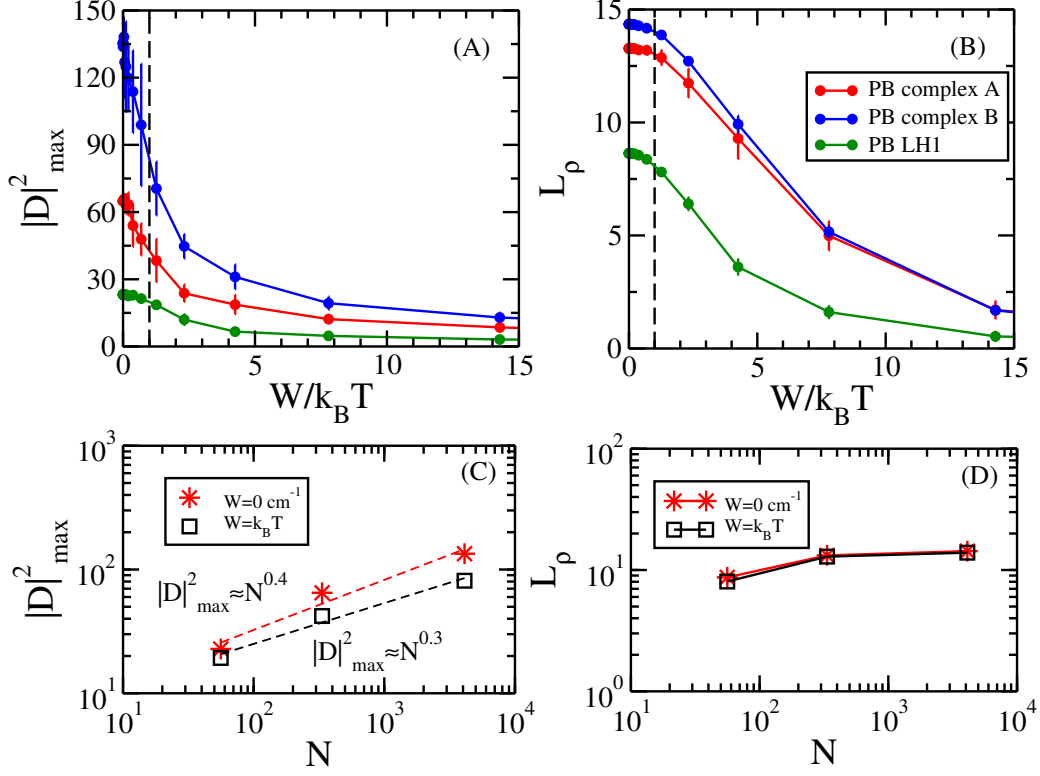 (A)
150
120
90
60
30
0
|D|²max
0 5 10 15
W/kBT
(B)
15
10
5
0
Lρ
PB complex A
PB complex B
PB LH1
0 5 10 15
W/kBT
(C)
10³
10²
10¹
|D|²max
W=0 cm⁻¹
W=kBT
|D|²max≈N^0.4
|D|²max≈N^0.3
10¹ 10² 10³ 10⁴
N
(D)
10²
10¹
10⁰
Lρ
W=0 cm⁻¹
W=kBT
10¹ 10² 10³ 10⁴
N